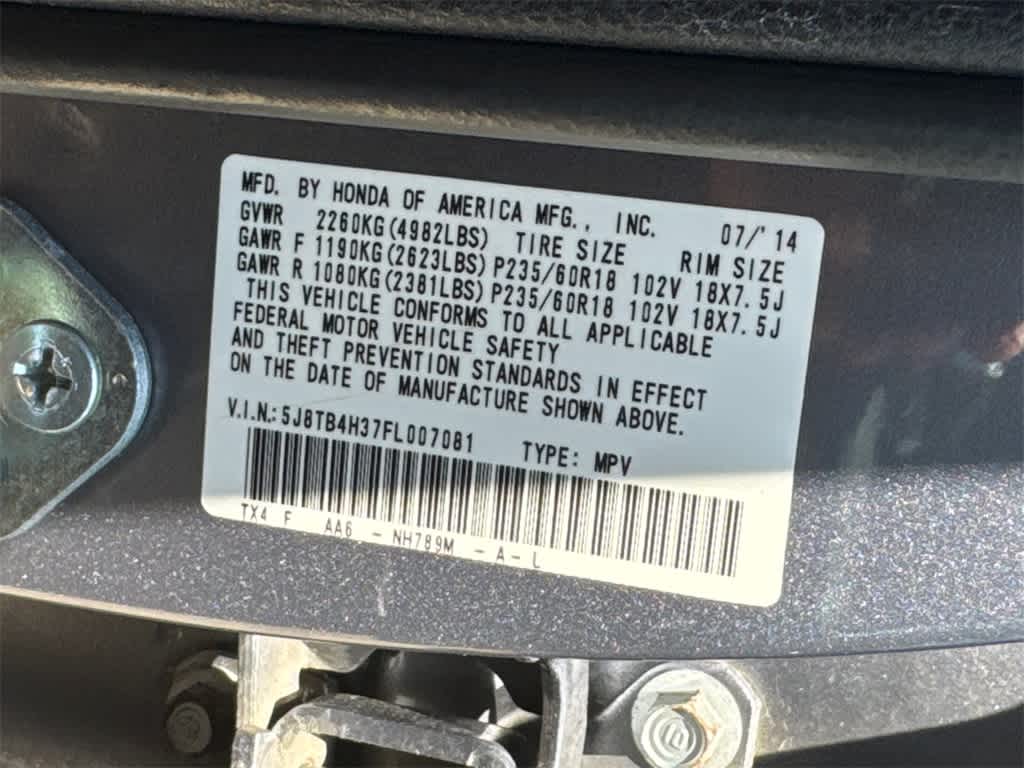 MFD. BY HONDA OF AMERICA MFG., INC. 07/'14
GVWR 2260KG(4982LBS) TIRE SIZE RIM SIZE
GAWR F 1190KG(2623LBS) P235/60R18 102V 18X7.5J
GAWR R 1080KG(2381LBS) P235/60R18 102V 18X7.5J
THIS VEHICLE CONFORMS TO ALL APPLICABLE
FEDERAL MOTOR VEHICLE SAFETY
AND THEFT PREVENTION STANDARDS IN EFFECT
ON THE DATE OF MANUFACTURE SHOWN ABOVE.
V.I.N.: 5J8TB4H37FL007081 TYPE: MPV
TX4 F AA6 - NH789M - A - L